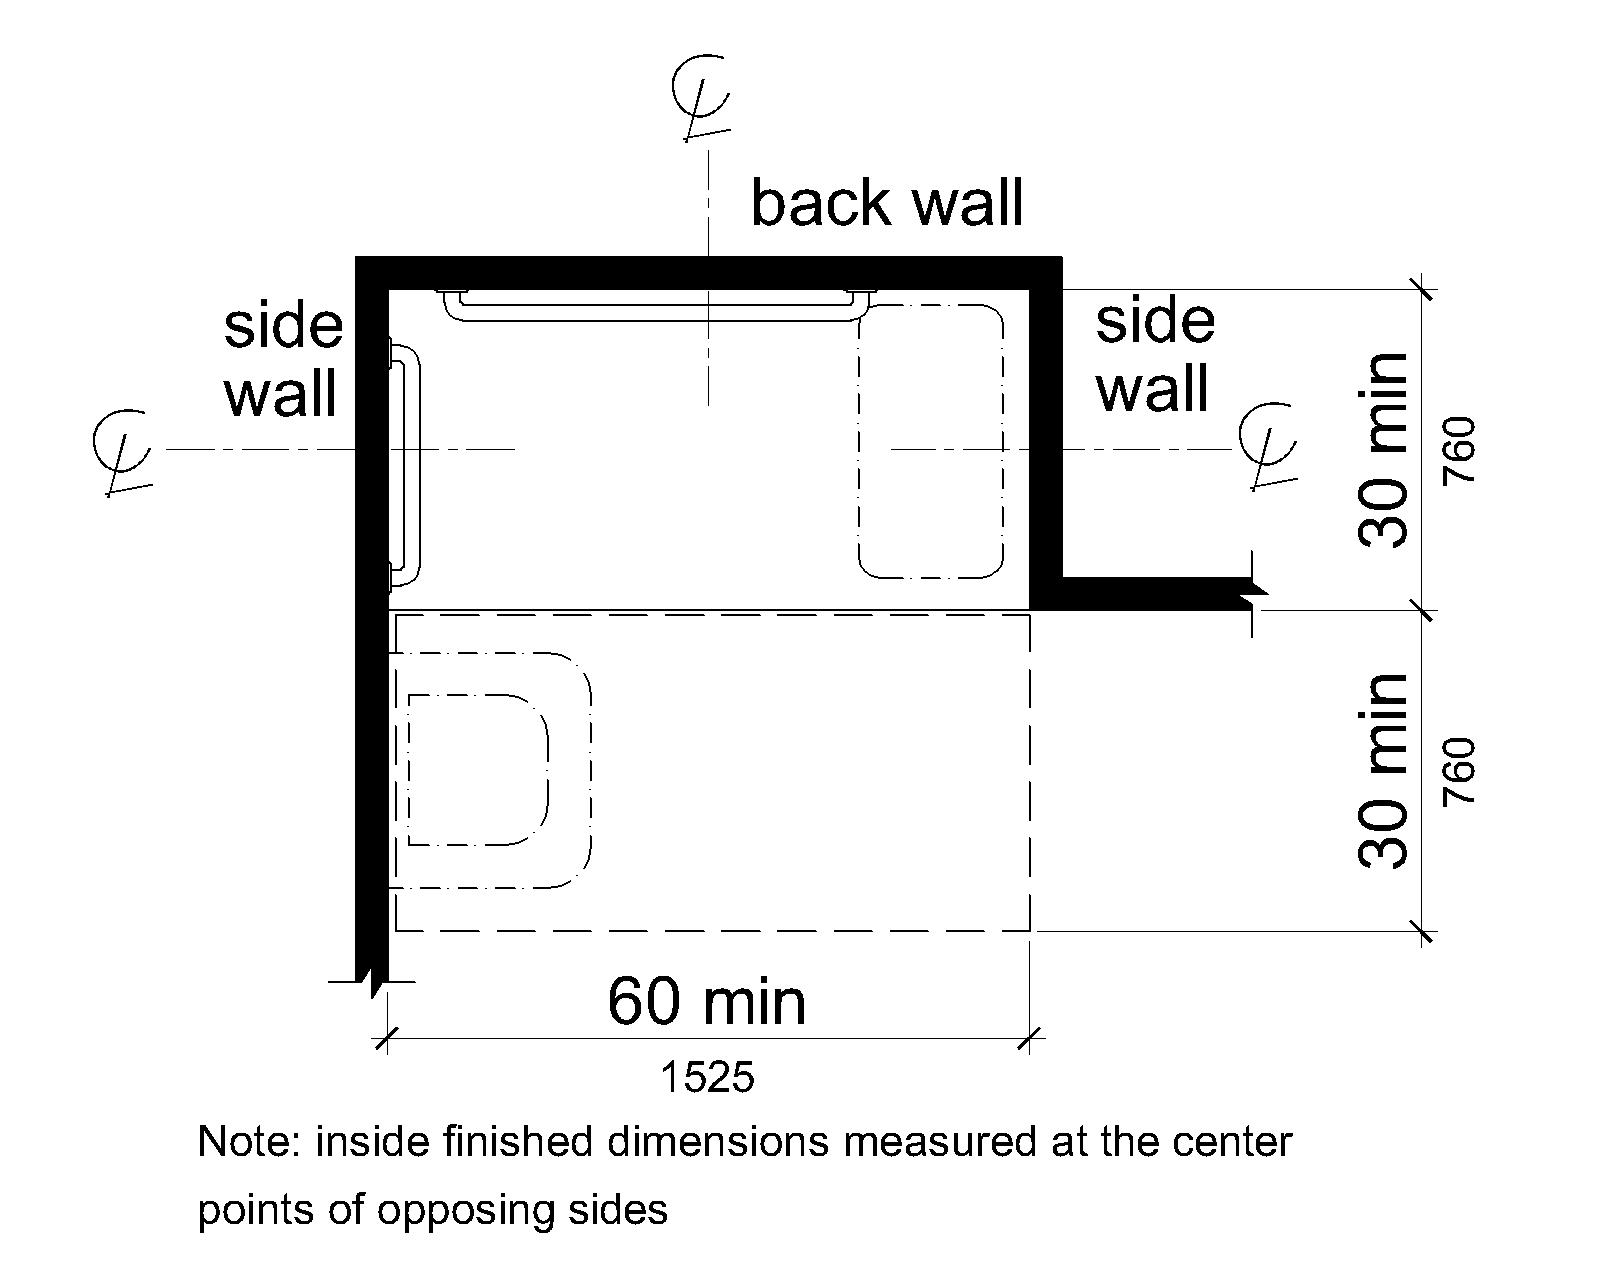 ℄
back wall
side
wall
side
wall
℄
℄
30 min
760
30 min
760
60 min
1525
Note: inside finished dimensions measured at the center
points of opposing sides